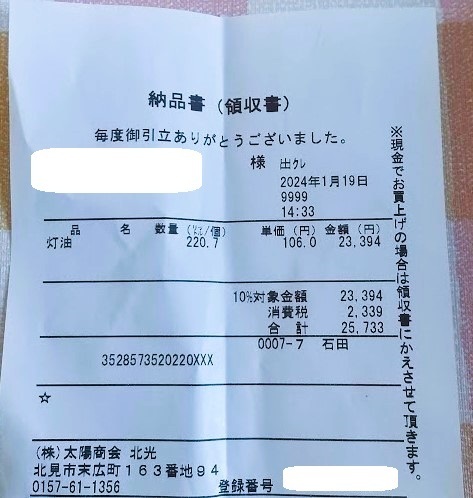 納品書(領収書)
毎度御引立ありがとうございました。
様 出クレ
2024年1月19日
9999
14:33
品 名 数量(㍑/個) 単価(円) 金額(円)
灯油 220.7 106.0 23,394
10%対象金額 23,394
消費税 2,339
合 計 25,733
0007-7 石田
3528573520220XXX
☆
(株)太陽商会 北光
北見市末広町163番地94
0157-61-1356 登録番号
※現金でお買上げの場合は領収書にかえさせて頂きます。